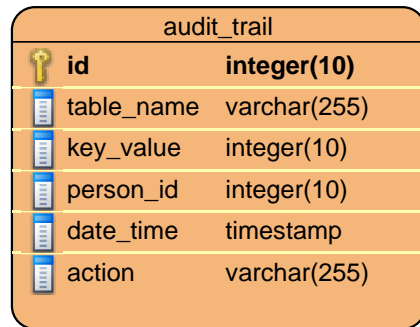 audit_trail
id integer(10)
table_name varchar(255)
key_value integer(10)
person_id integer(10)
date_time timestamp
action varchar(255)